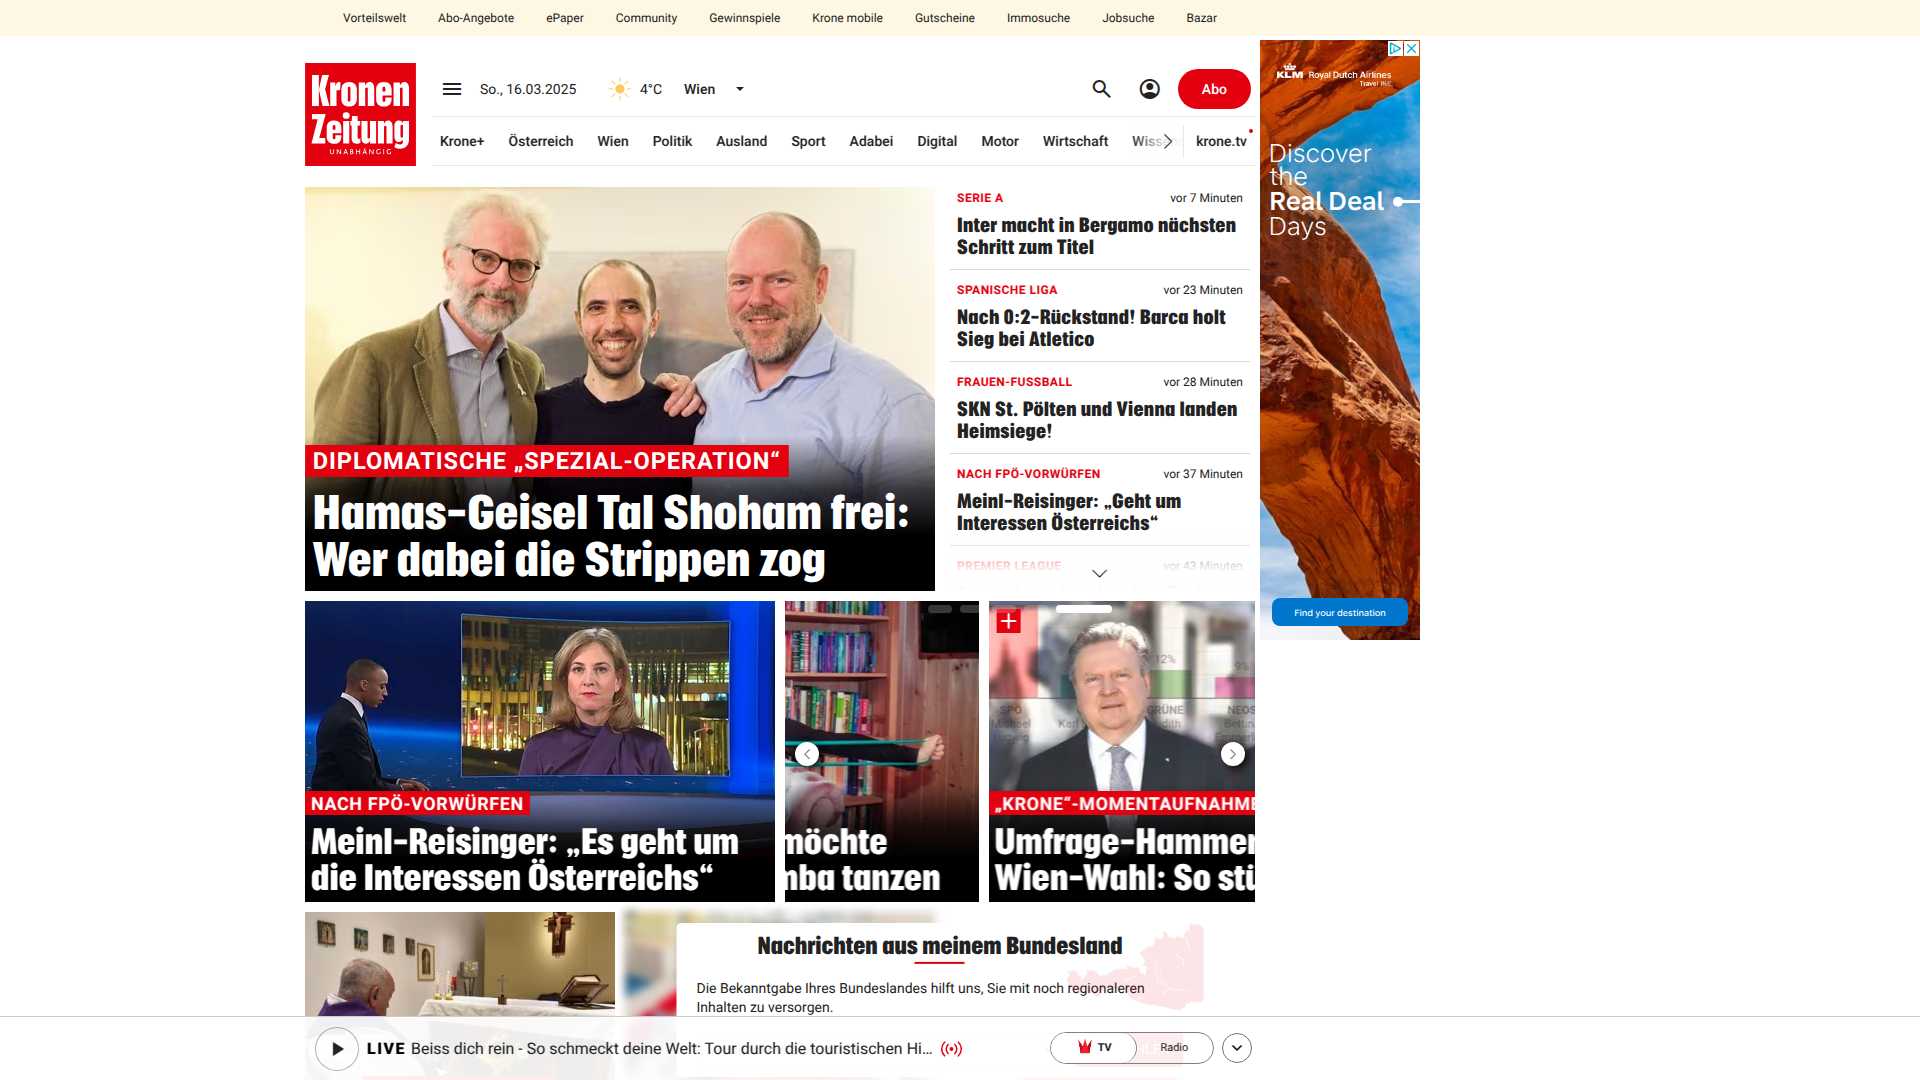 Vorteilswelt Abo-Angebote ePaper Community Gewinnspiele Krone mobile Gutscheine Immosuche Jobsuche Bazar
Kronen
Zeitung
UNABHÄNGIG
So., 16.03.2025 4°C Wien
Abo
Krone+ Österreich Wien Politik Ausland Sport Adabei Digital Motor Wirtschaft Wiss krone.tv
DIPLOMATISCHE „SPEZIAL-OPERATION“
Hamas-Geisel Tal Shoham frei:
Wer dabei die Strippen zog
SERIE A vor 7 Minuten
Inter macht in Bergamo nächsten
Schritt zum Titel
SPANISCHE LIGA vor 23 Minuten
Nach 0:2-Rückstand! Barca holt
Sieg bei Atletico
FRAUEN-FUSSBALL vor 28 Minuten
SKN St. Pölten und Vienna landen
Heimsiege!
NACH FPÖ-VORWÜRFEN vor 37 Minuten
Meinl-Reisinger: „Geht um
Interessen Österreichs“
PREMIER LEAGUE vor 43 Minuten
KLM Royal Dutch Airlines
Discover
the
Real Deal
Days
Find your destination
NACH FPÖ-VORWÜRFEN
Meinl-Reisinger: „Es geht um
die Interessen Österreichs“
möchte
mba tanzen
12%
9%
SPÖ GRÜNE NEOS
„KRONE“-MOMENTAUFNAHME
Umfrage-Hammer
Wien-Wahl: So stü
Nachrichten aus meinem Bundesland
Die Bekanntgabe Ihres Bundeslandes hilft uns, Sie mit noch regionaleren
Inhalten zu versorgen.
LIVE Beiss dich rein - So schmeckt deine Welt: Tour durch die touristischen Hi...
TV Radio